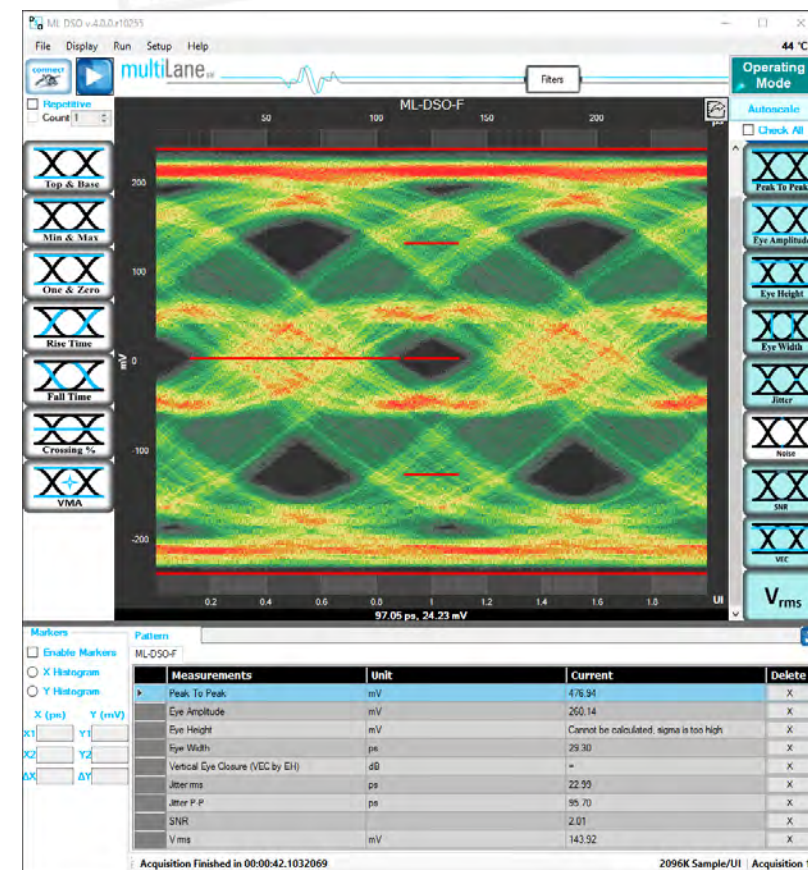 ML DSO v.4.0.0.r10255
File Display Run Setup Help
44 °C
connect
multiLane
Filters
Operating Mode
Repetitive
Count 1
ML-DSO-F
Autoscale
Check All
50 100 150 200
Top & Base
Min & Max
One & Zero
Rise Time
Fall Time
Crossing %
VMA
200
100
mV
0
-100
-200
0.2 0.4 0.6 0.8 1 1.2 1.4 1.6 1.8 UI
97.05 ps, 24.23 mV
Peak To Peak
Eye Amplitude
Eye Height
Eye Width
Jitter
Noise
SNR
VEC
Vrms
Markers
Enable Markers
X Histogram
Y Histogram
X (ps) Y (mV)
X1 Y1
X2 Y2
ΔX ΔY
Pattern
ML-DSO-F
Measurements Unit Current Delete
Peak To Peak mV 476.94 X
Eye Amplitude mV 260.14 X
Eye Height mV Cannot be calculated, sigma is too high X
Eye Width ps 29.30 X
Vertical Eye Closure (VEC by EH) dB - X
Jitter rms ps 22.99 X
Jitter P-P ps 95.70 X
SNR 2.01 X
V rms mV 143.92 X
Acquisition Finished in 00:00:42.1032069
2096K Sample/UI Acquisition 1